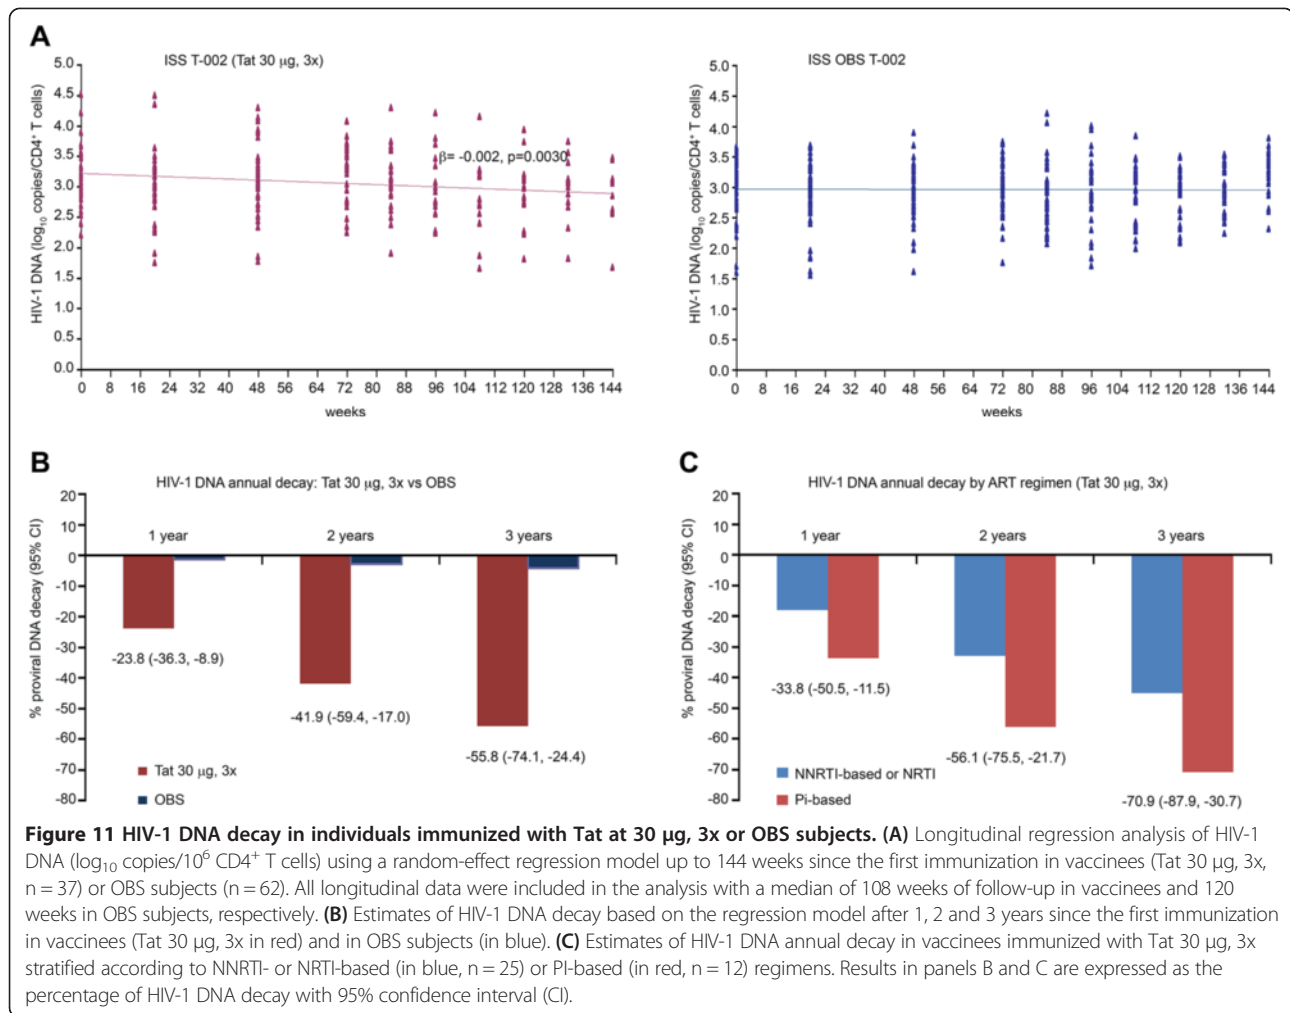 A
ISS T-002 (Tat 30 µg, 3x)
HIV-1 DNA (log10 copies/CD4+ T cells)
5.0
4.5
4.0
3.5
3.0
2.5
2.0
1.5
1.0
0.5
0.0
β= -0.002, p=0.0030
0 8 16 24 32 40 48 56 64 72 80 88 96 104 112 120 128 136 144
weeks
ISS OBS T-002
HIV-1 DNA (log10 copies/CD4+ T cells)
5.0
4.5
4.0
3.5
3.0
2.5
2.0
1.5
1.0
0.5
0.0
0 8 16 24 32 40 48 56 64 72 80 88 96 104 112 120 128 136 144
weeks
B
HIV-1 DNA annual decay: Tat 30 µg, 3x vs OBS
% proviral DNA decay (95% CI)
20
10
0
-10
-20
-30
-40
-50
-60
-70
-80
1 year 2 years 3 years
-23.8 (-36.3, -8.9)
-41.9 (-59.4, -17.0)
-55.8 (-74.1, -24.4)
Tat 30 µg, 3x
OBS
C
HIV-1 DNA annual decay by ART regimen (Tat 30 µg, 3x)
% proviral DNA decay (95% CI)
20
10
0
-10
-20
-30
-40
-50
-60
-70
-80
1 year 2 years 3 years
-33.8 (-50.5, -11.5)
-56.1 (-75.5, -21.7)
-70.9 (-87.9, -30.7)
NNRTI-based or NRTI
Pi-based
Figure 11 HIV-1 DNA decay in individuals immunized with Tat at 30 µg, 3x or OBS subjects. (A) Longitudinal regression analysis of HIV-1
DNA (log10 copies/10⁶ CD4⁺ T cells) using a random-effect regression model up to 144 weeks since the first immunization in vaccinees (Tat 30 µg, 3x,
n = 37) or OBS subjects (n = 62). All longitudinal data were included in the analysis with a median of 108 weeks of follow-up in vaccinees and 120
weeks in OBS subjects, respectively. (B) Estimates of HIV-1 DNA decay based on the regression model after 1, 2 and 3 years since the first immunization
in vaccinees (Tat 30 µg, 3x in red) and in OBS subjects (in blue). (C) Estimates of HIV-1 DNA annual decay in vaccinees immunized with Tat 30 µg, 3x
stratified according to NNRTI- or NRTI-based (in blue, n = 25) or PI-based (in red, n = 12) regimens. Results in panels B and C are expressed as the
percentage of HIV-1 DNA decay with 95% confidence interval (CI).